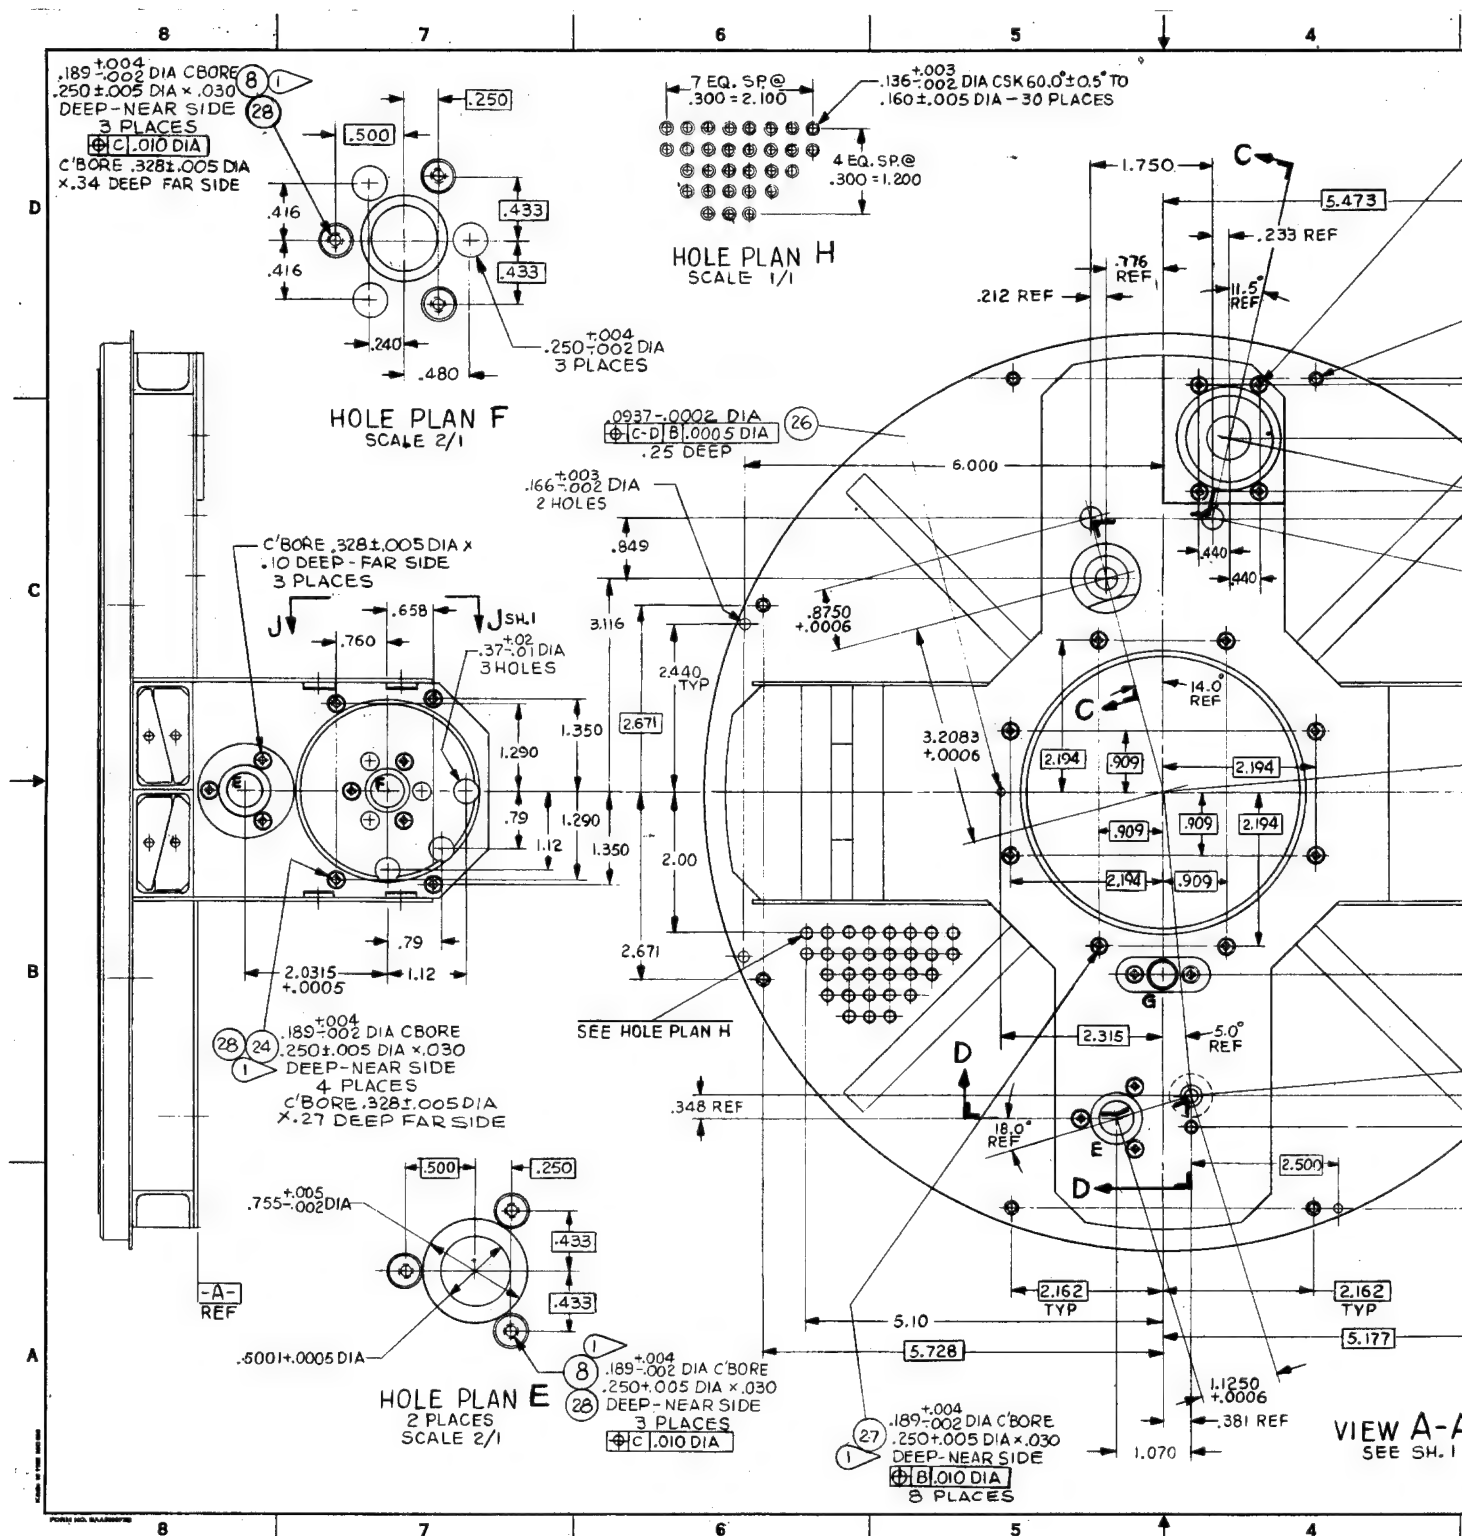 8
7
6
5
4
+.004
.189-.002 DIA CBORE
.250±.005 DIA x .030
DEEP-NEAR SIDE
3 PLACES
⌖ C .010 DIA
C'BORE .328±.005 DIA
x.34 DEEP FAR SIDE
8
1
28
.500
.250
.416
.416
.433
.433
.240
.480
+.004
.250-.002 DIA
3 PLACES
HOLE PLAN F
SCALE 2/1
7 EQ. SP. @
.300 = 2.100
+.003
.136-.002 DIA CSK 60.0°±0.5° TO
.160±.005 DIA - 30 PLACES
4 EQ. SP. @
.300 = 1.200
HOLE PLAN H
SCALE 1/1
1.750
C
5.473
.233 REF
.776
REF
.212 REF
11.5°
REF
D
.0937-.0002 DIA
⌖ C-D B .0005 DIA
.25 DEEP
26
6.000
+.003
.166-.002 DIA
2 HOLES
.849
.440
.440
C
C'BORE .328±.005 DIA x
.10 DEEP-FAR SIDE
3 PLACES
J
J SH.1
.658
.760
+.02
.37-.01 DIA
3 HOLES
3.116
.8750
+.0006
2.440
TYP
2.671
1.350
1.290
14.0°
REF
C
3.2083
+.0006
2.194
.909
2.194
E
F
.79
1.12
1.290
1.350
2.00
.909
.909
2.194
2.194
.909
.79
2.671
B
2.0315
+.0005
1.12
G
SEE HOLE PLAN H
2.315
5.0°
REF
28
24
1
+.004
.189-.002 DIA CBORE
.250±.005 DIA x.030
DEEP-NEAR SIDE
4 PLACES
C'BORE .328±.005 DIA
x.27 DEEP FAR SIDE
D
.348 REF
18.0°
REF
E
2.500
D
.500
.250
+.005
.755-.002 DIA
.433
.433
-A-
REF
2.162
TYP
2.162
TYP
5.10
5.177
5.728
A
.5001+.0005 DIA
HOLE PLAN E
2 PLACES
SCALE 2/1
1
8
28
+.004
.189-.002 DIA C'BORE
.250+.005 DIA x.030
DEEP-NEAR SIDE
3 PLACES
⌖ C .010 DIA
1.1250
+.0006
.381 REF
1.070
27
1
+.004
.189-.002 DIA C'BORE
.250+.005 DIA x.030
DEEP-NEAR SIDE
⌖ B .010 DIA
8 PLACES
VIEW A-A
SEE SH. 1
8
7
6
5
4